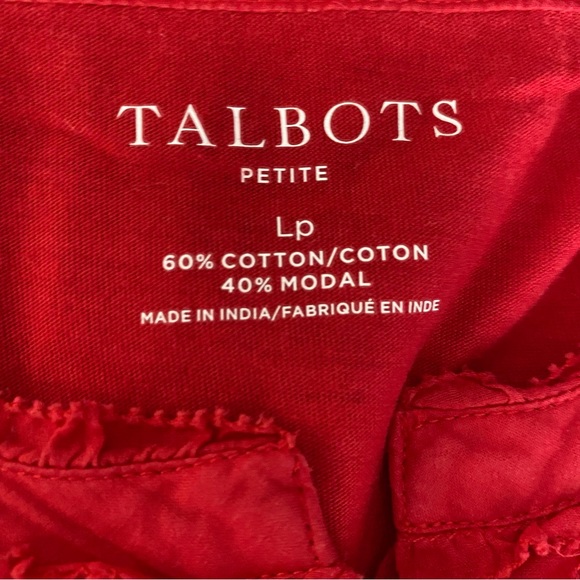 TALBOTS
PETITE
Lp
60% COTTON/COTON
40% MODAL
MADE IN INDIA/FABRIQUÉ EN INDE